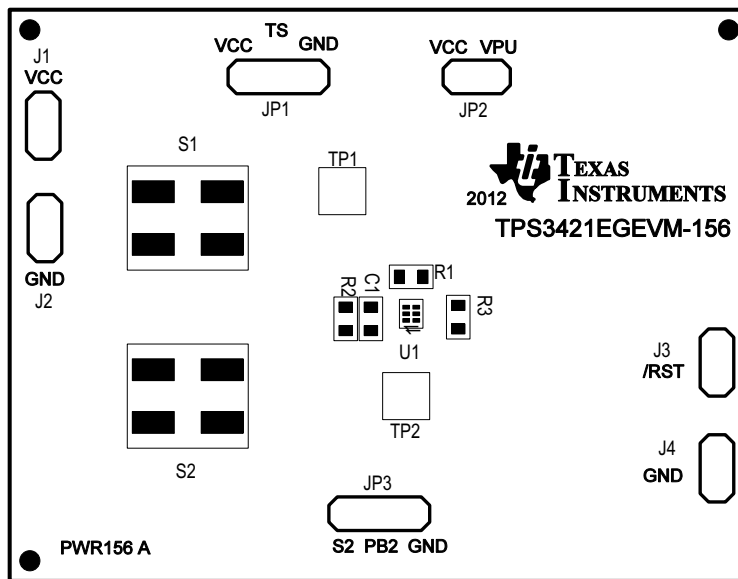 TS
VCC GND
VCC VPU
J1
VCC
JP1
JP2
S1
TP1
TEXAS
INSTRUMENTS
2012
TPS3421EGEVM-156
GND
J2
R2
C1
R1
R3
U1
J3
/RST
TP2
J4
GND
S2
JP3
S2 PB2 GND
PWR156 A